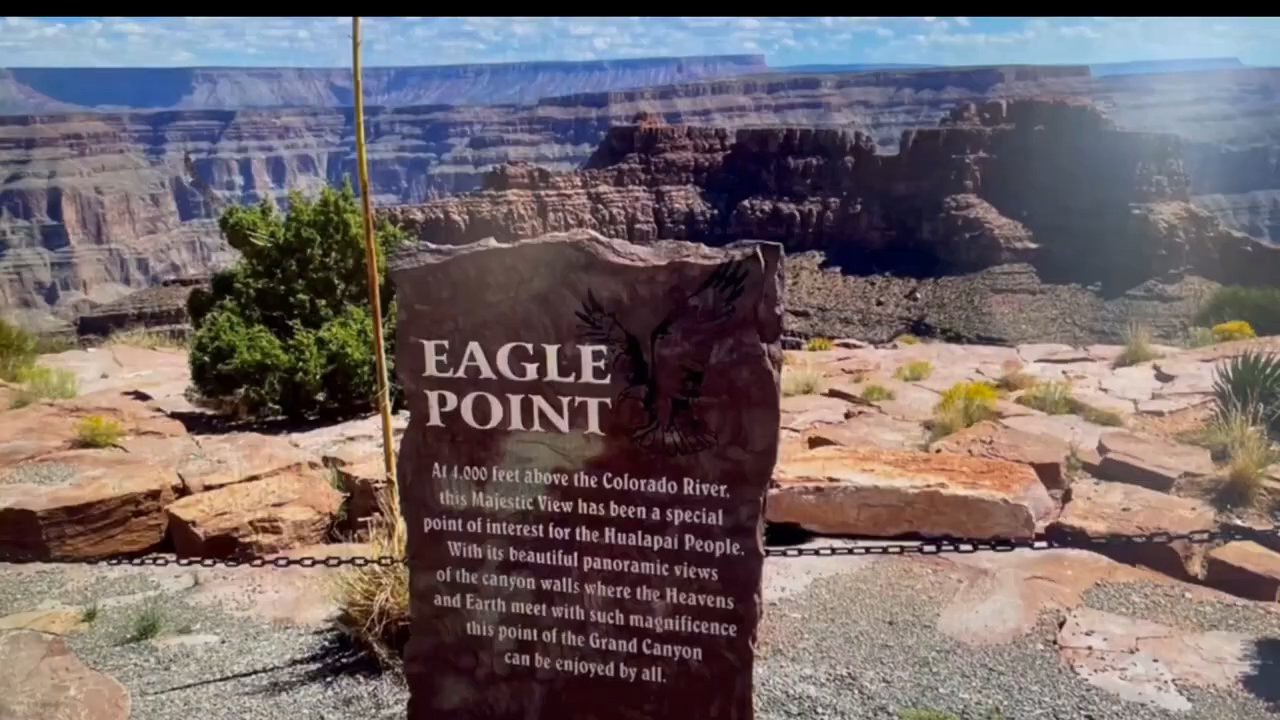 EAGLE
POINT
At 4,000 feet above the Colorado River,
this Majestic View has been a special
point of interest for the Hualapai People.
With its beautiful panoramic views
of the canyon walls where the Heavens
and Earth meet with such magnificence
this point of the Grand Canyon
can be enjoyed by all.